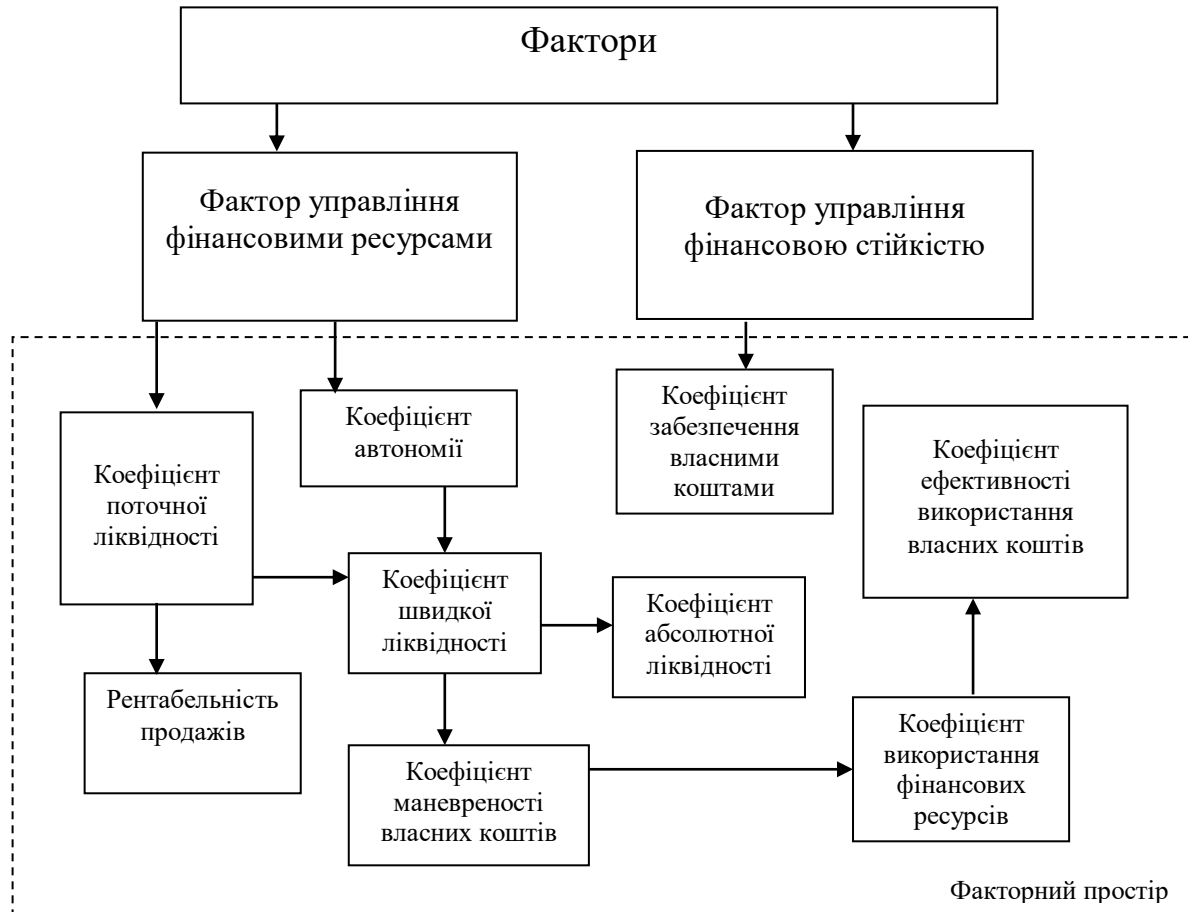 Фактори
Фактор управління
фінансовими ресурсами
Фактор управління
фінансовою стійкістю
Коефіцієнт
поточної
ліквідності
Коефіцієнт
автономії
Коефіцієнт
забезпечення
власними
коштами
Коефіцієнт
ефективності
використання
власних коштів
Коефіцієнт
швидкої
ліквідності
Коефіцієнт
абсолютної
ліквідності
Рентабельність
продажів
Коефіцієнт
маневреності
власних коштів
Коефіцієнт
використання
фінансових
ресурсів
Факторний простір